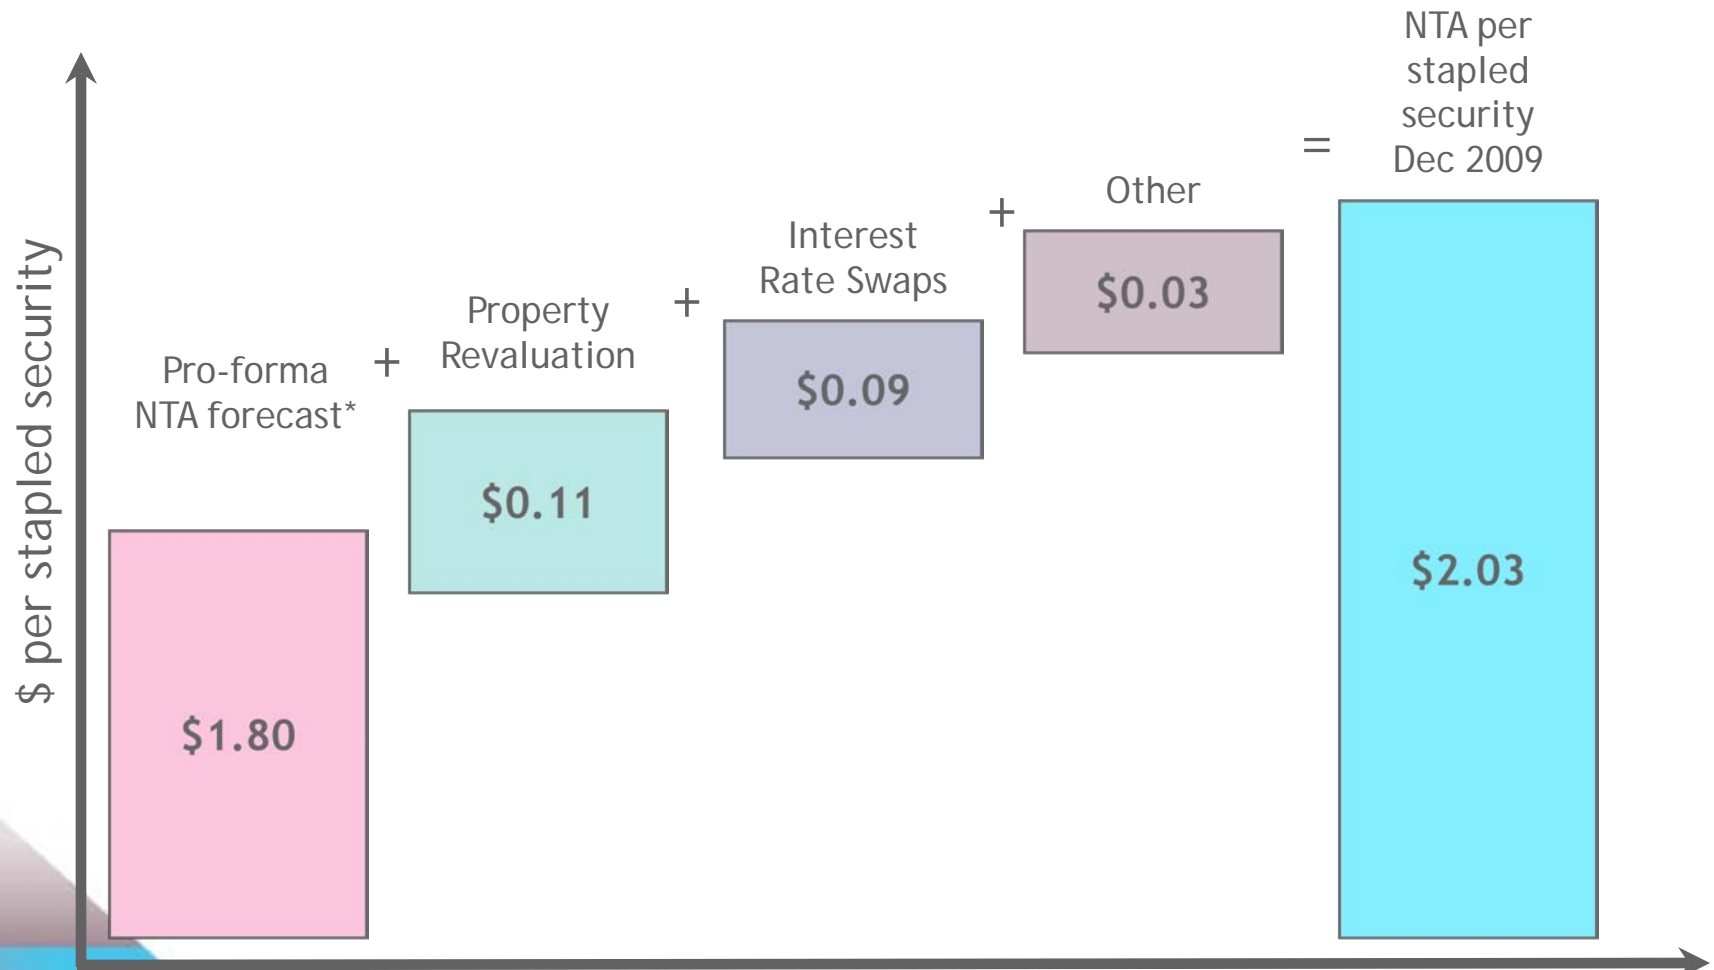 $ per stapled security
Pro-forma
NTA forecast*
$1.80
+
Property
Revaluation
$0.11
+
Interest
Rate Swaps
$0.09
+
Other
$0.03
=
NTA per
stapled
security
Dec 2009
$2.03